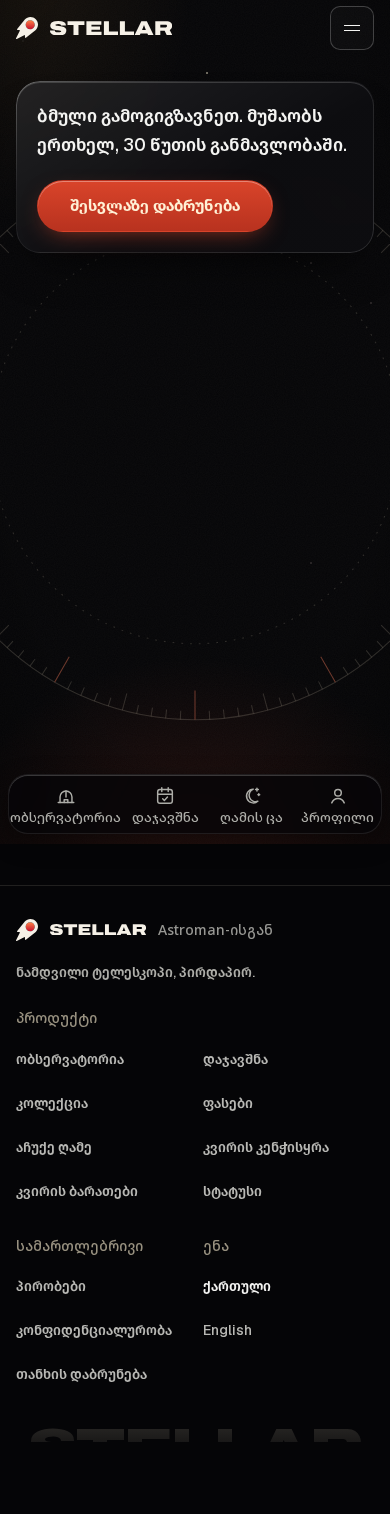 STELLAR
ბმული გამოგიგზავნეთ. მუშაობს
ერთხელ, 30 წუთის განმავლობაში.
შესვლაზე დაბრუნება
ობსერვატორია დაჯავშნა ღამის ცა პროფილი
STELLAR Astroman-ისგან
ნამდვილი ტელესკოპი, პირდაპირ.
პროდუქტი
ობსერვატორია დაჯავშნა
კოლექცია ფასები
აჩუქე ღამე კვირის კენჭისყრა
კვირის ბარათები სტატუსი
სამართლებრივი ენა
პირობები ქართული
კონფიდენციალურობა English
თანხის დაბრუნება
STELLAR